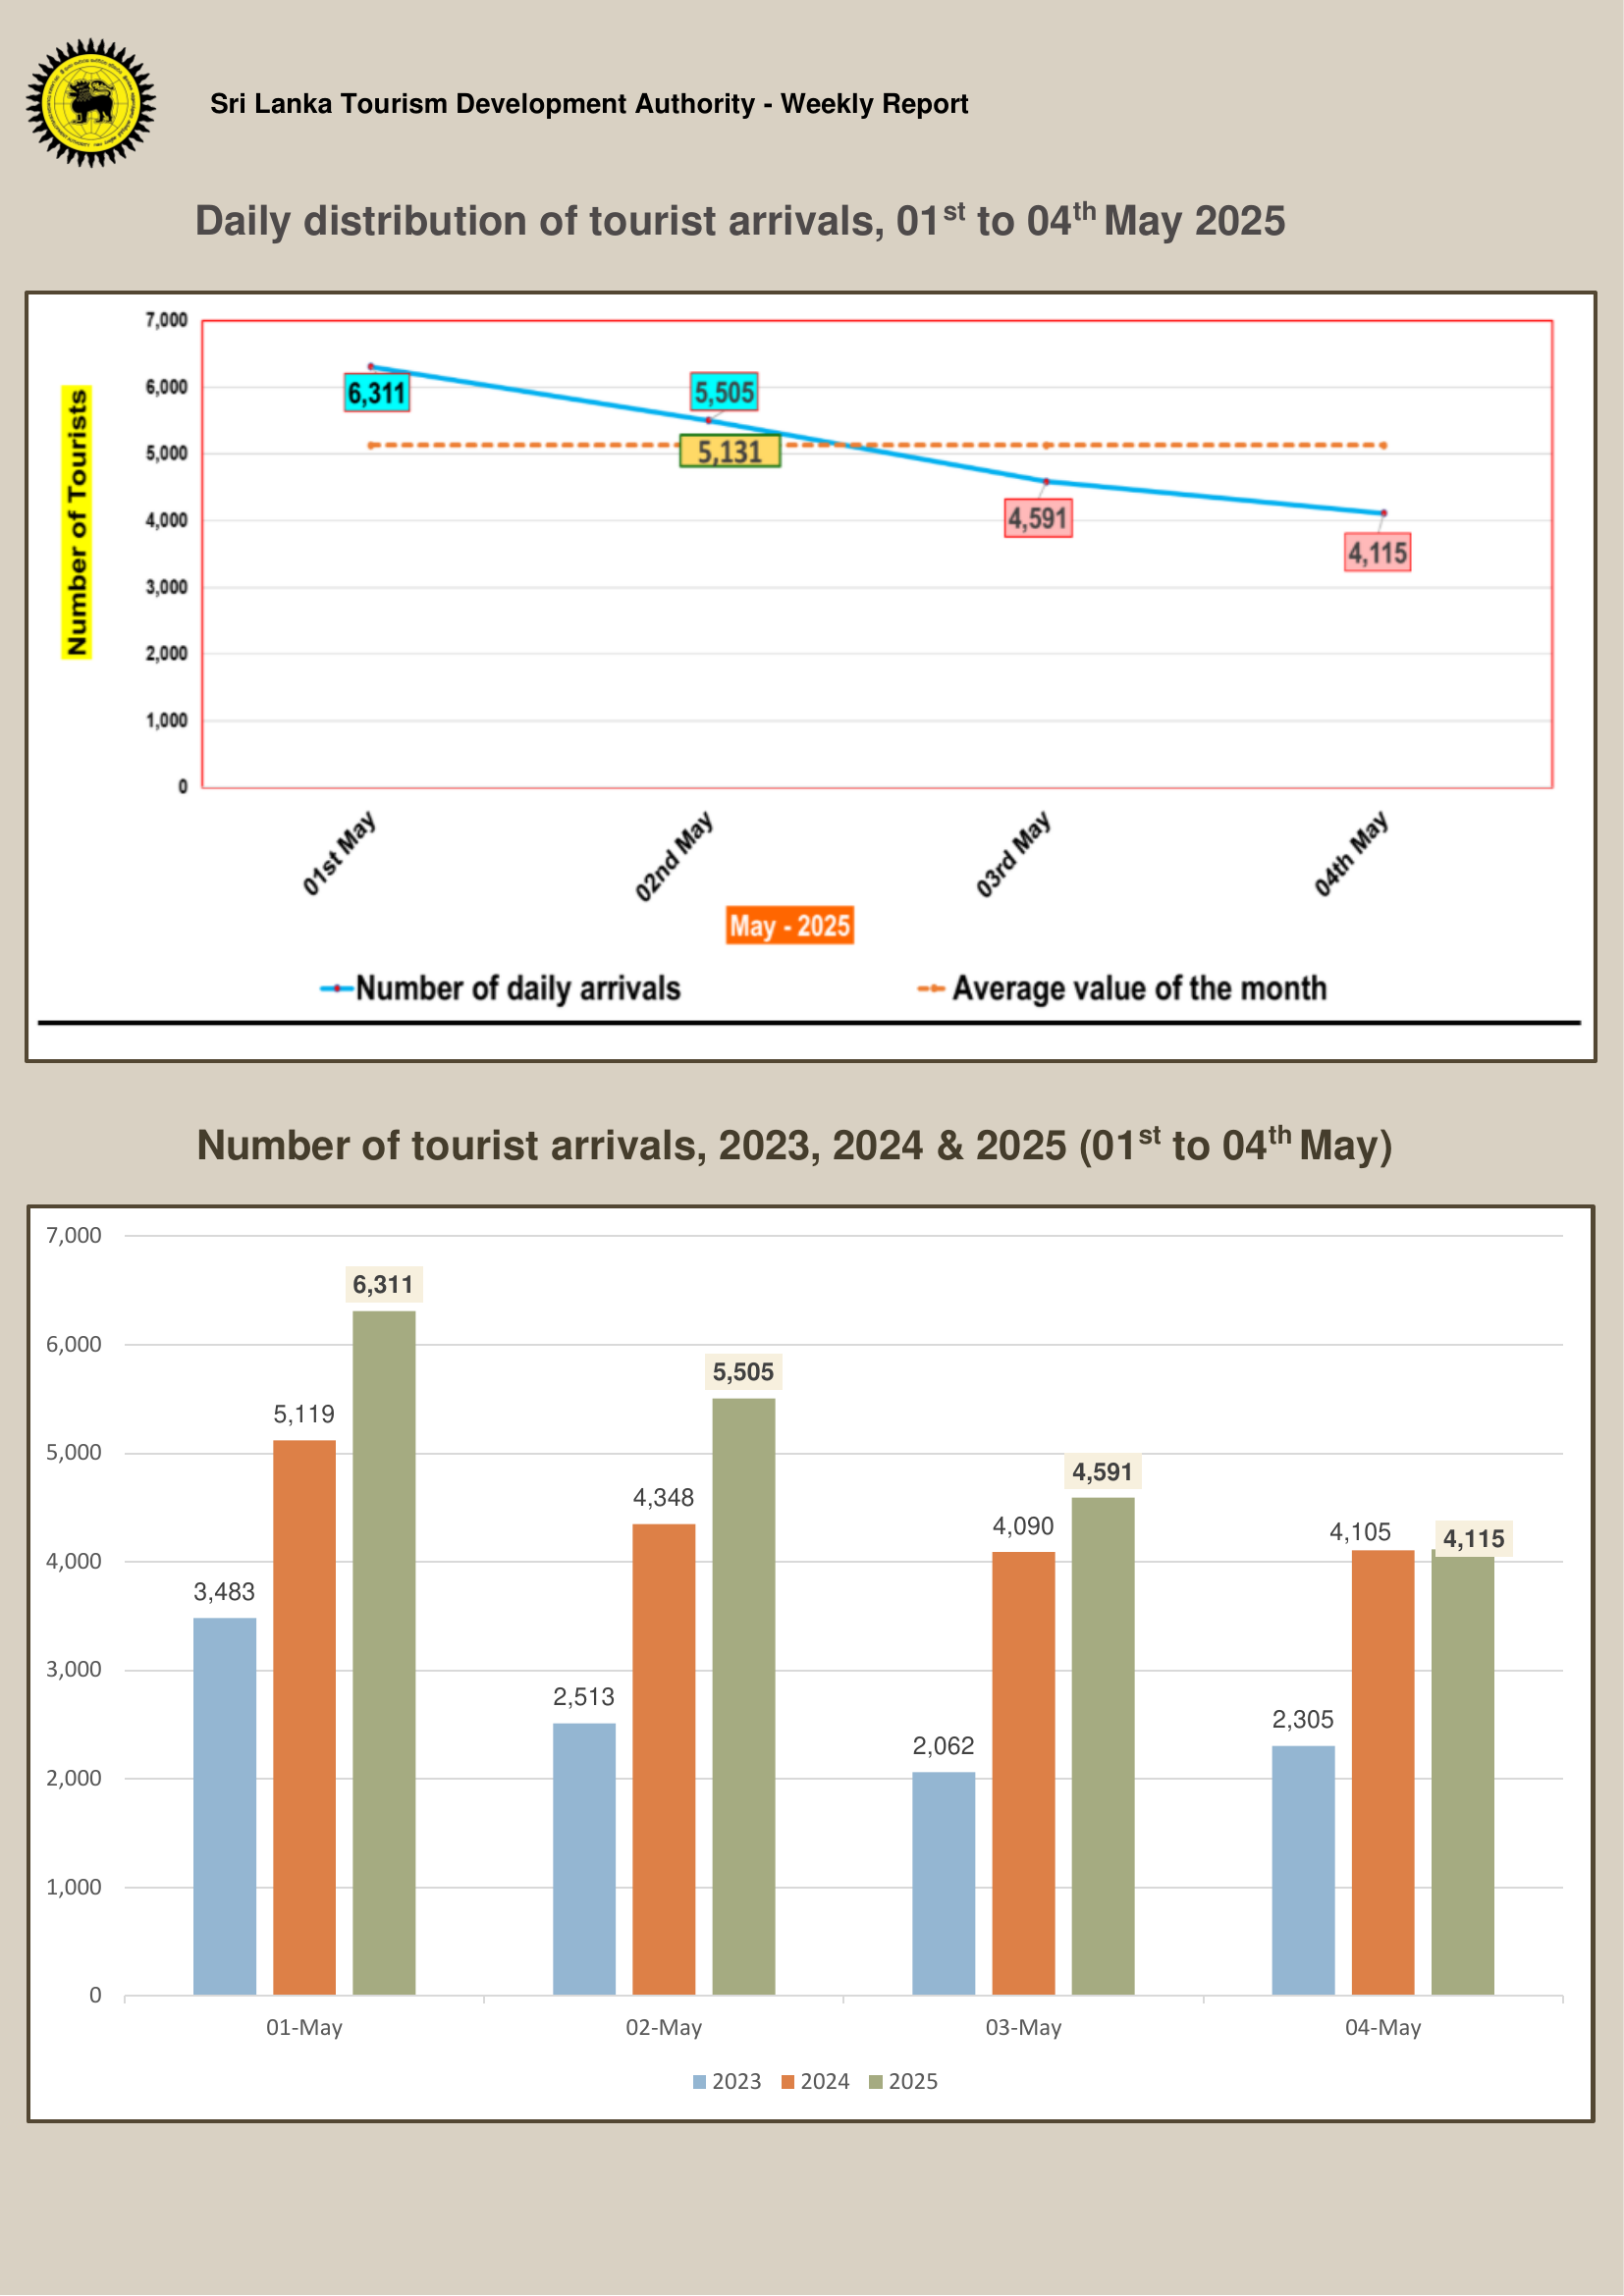 Sri Lanka Tourism Development Authority - Weekly Report
Daily distribution of tourist arrivals, 01st to 04th May 2025
7,000
6,000
5,000
4,000
3,000
2,000
1,000
0
Number of Tourists
6,311
5,505
5,131
4,591
4,115
01st May
02nd May
03rd May
04th May
May - 2025
Number of daily arrivals
Average value of the month
Number of tourist arrivals, 2023, 2024 & 2025 (01st to 04th May)
7,000
6,000
5,000
4,000
3,000
2,000
1,000
0
3,483
5,119
6,311
2,513
4,348
5,505
2,062
4,090
4,591
2,305
4,105
4,115
01-May
02-May
03-May
04-May
2023
2024
2025